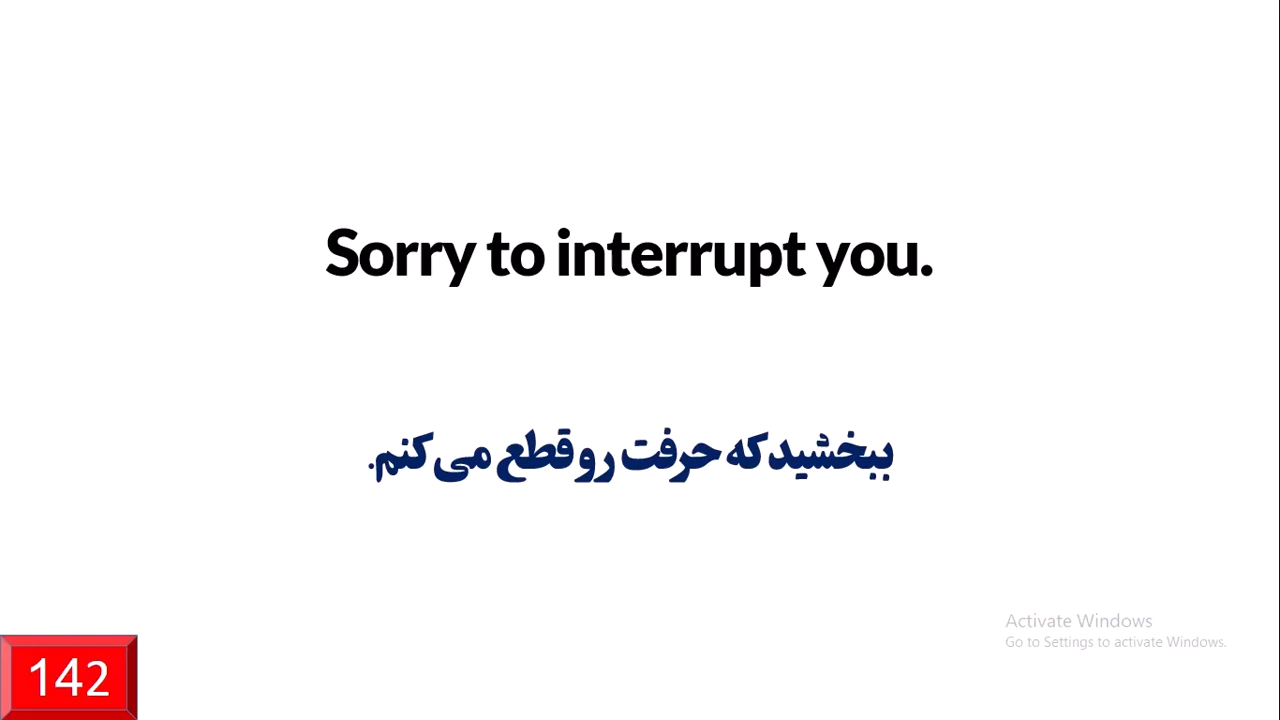 Sorry to interrupt you.
ببخشید که حرفت رو قطع می‌کنم.
Activate Windows
Go to Settings to activate Windows.
142